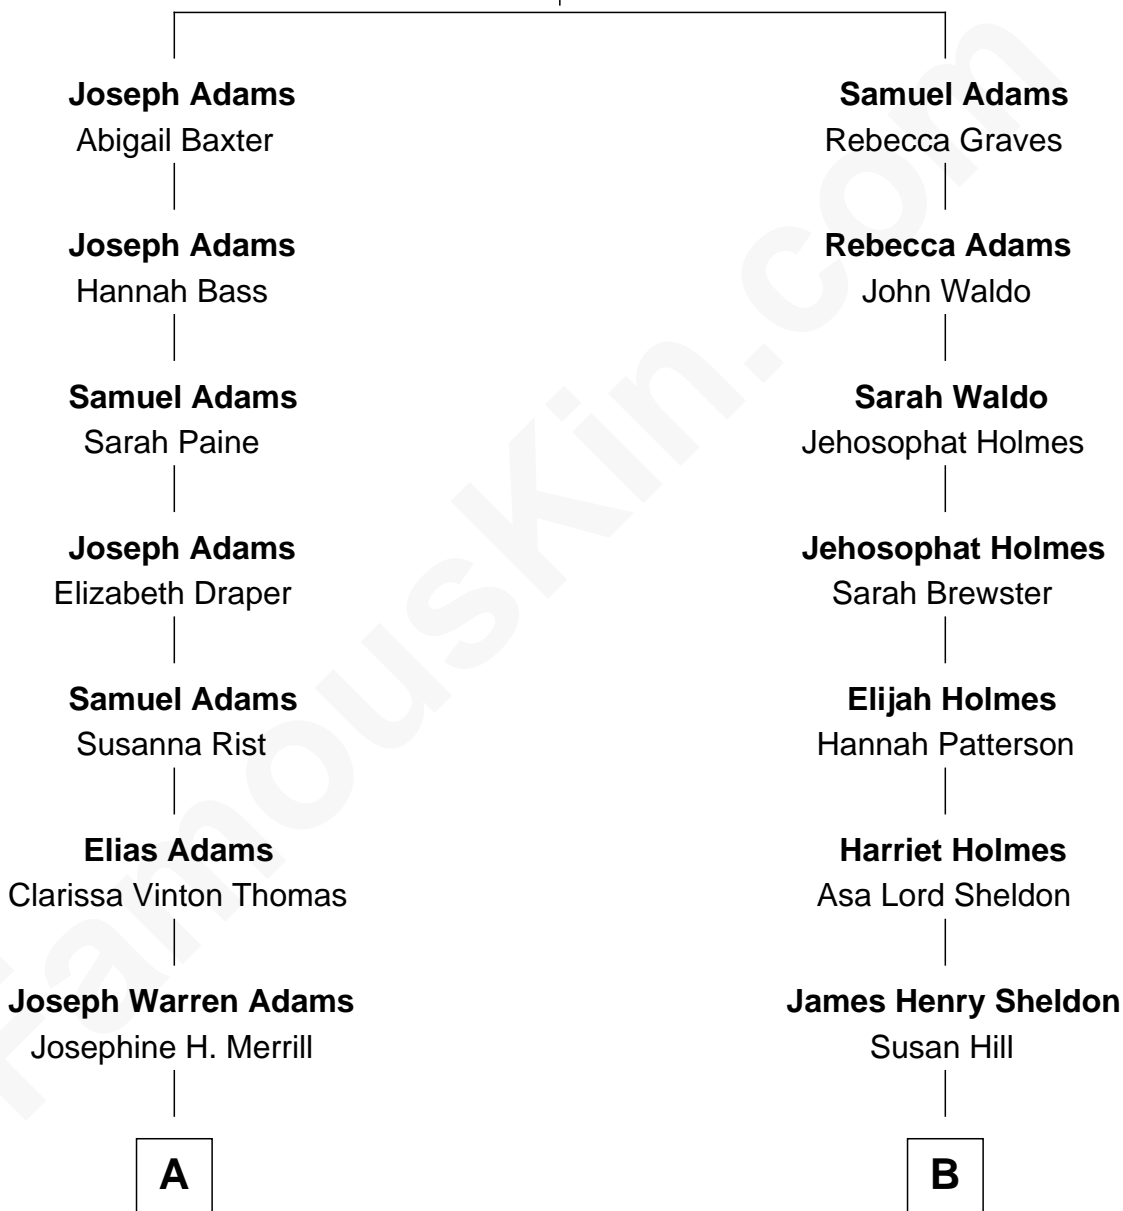 Joseph Adams
Abigail Baxter
Joseph Adams
Hannah Bass
Samuel Adams
Sarah Paine
Joseph Adams
Elizabeth Draper
Samuel Adams
Susanna Rist
Elias Adams
Clarissa Vinton Thomas
Joseph Warren Adams
Josephine H. Merrill
A
Samuel Adams
Rebecca Graves
Rebecca Adams
John Waldo
Sarah Waldo
Jehosophat Holmes
Jehosophat Holmes
Sarah Brewster
Elijah Holmes
Hannah Patterson
Harriet Holmes
Asa Lord Sheldon
James Henry Sheldon
Susan Hill
B
FamousKin.com